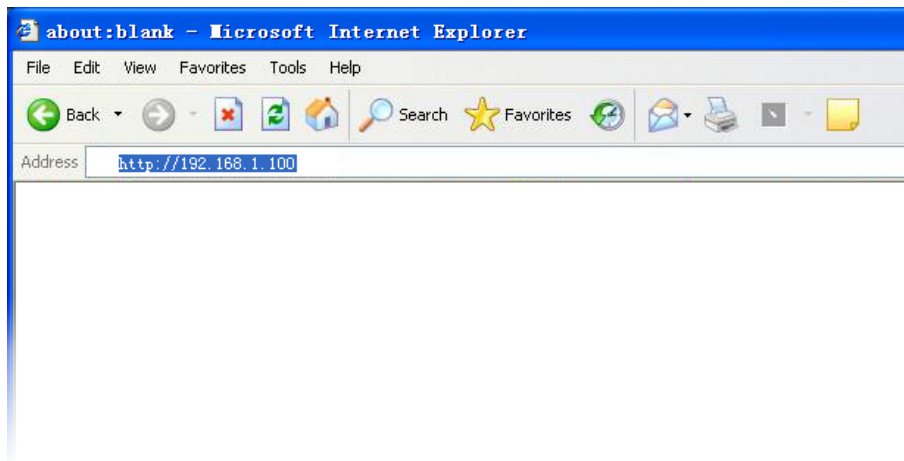 about:blank - Microsoft Internet Explorer
File Edit View Favorites Tools Help
Back Search Favorites
Address http://192.168.1.100